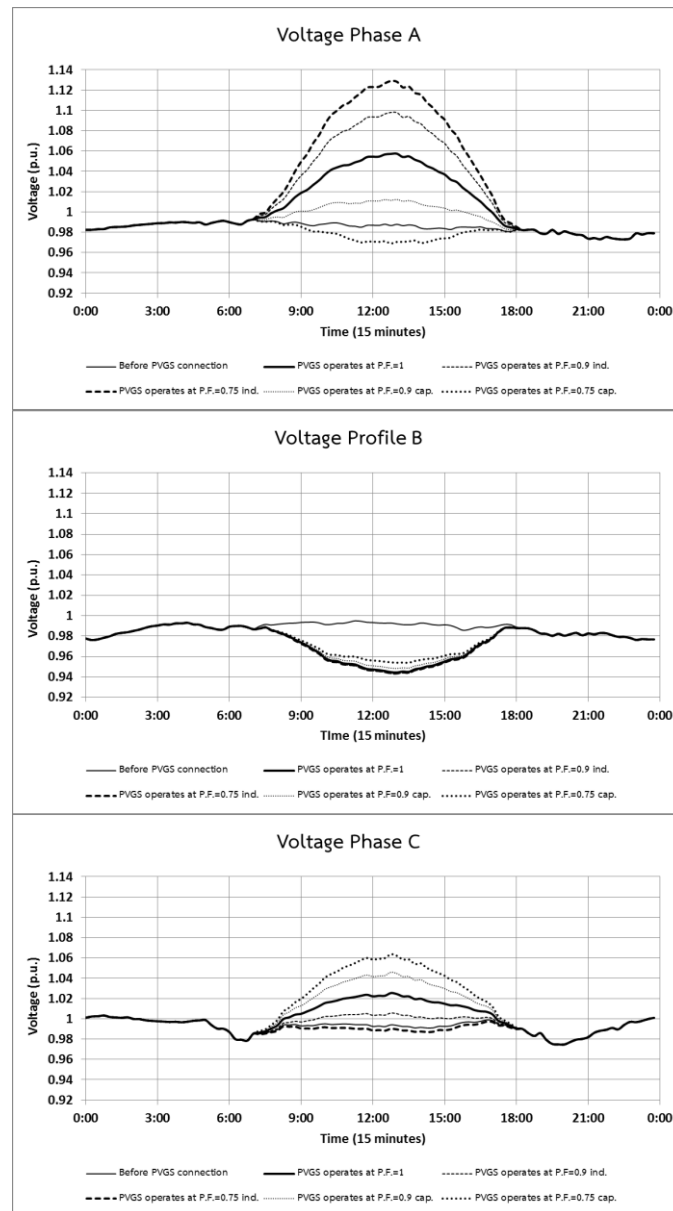 Voltage Phase A
1.14
1.12
1.1
1.08
1.06
1.04
1.02
1
0.98
0.96
0.94
0.92
Voltage (p.u.)
0:00 3:00 6:00 9:00 12:00 15:00 18:00 21:00 0:00
Time (15 minutes)
Before PVGS connection PVGS operates at P.F.=1 PVGS operates at P.F.=0.9 ind.
PVGS operates at P.F.=0.75 ind. PVGS operates at P.F.=0.9 cap. PVGS operates at P.F.=0.75 cap.
Voltage Profile B
1.14
1.12
1.1
1.08
1.06
1.04
1.02
1
0.98
0.96
0.94
0.92
Voltage (p.u.)
0:00 3:00 6:00 9:00 12:00 15:00 18:00 21:00 0:00
TIme (15 minutes)
Before PVGS connection PVGS operates at P.F.=1 PVGS operates at P.F.=0.9 ind.
PVGS operates at P.F.=0.75 ind. PVGS operates at P.F=0.9 cap. PVGS operates at P.F.=0.75 cap.
Voltage Phase C
1.14
1.12
1.1
1.08
1.06
1.04
1.02
1
0.98
0.96
0.94
0.92
Voltage (p.u.)
0:00 3:00 6:00 9:00 12:00 15:00 18:00 21:00 0:00
Time (15 minutes)
Before PVGS connection PVGS operates at P.F.=1 PVGS operates at P.F=0.9 ind.
PVGS operates at P.F.=0.75 ind. PVGS operates at P.F.=0.9 cap. PVGS operates at P.F.=0.75 cap.